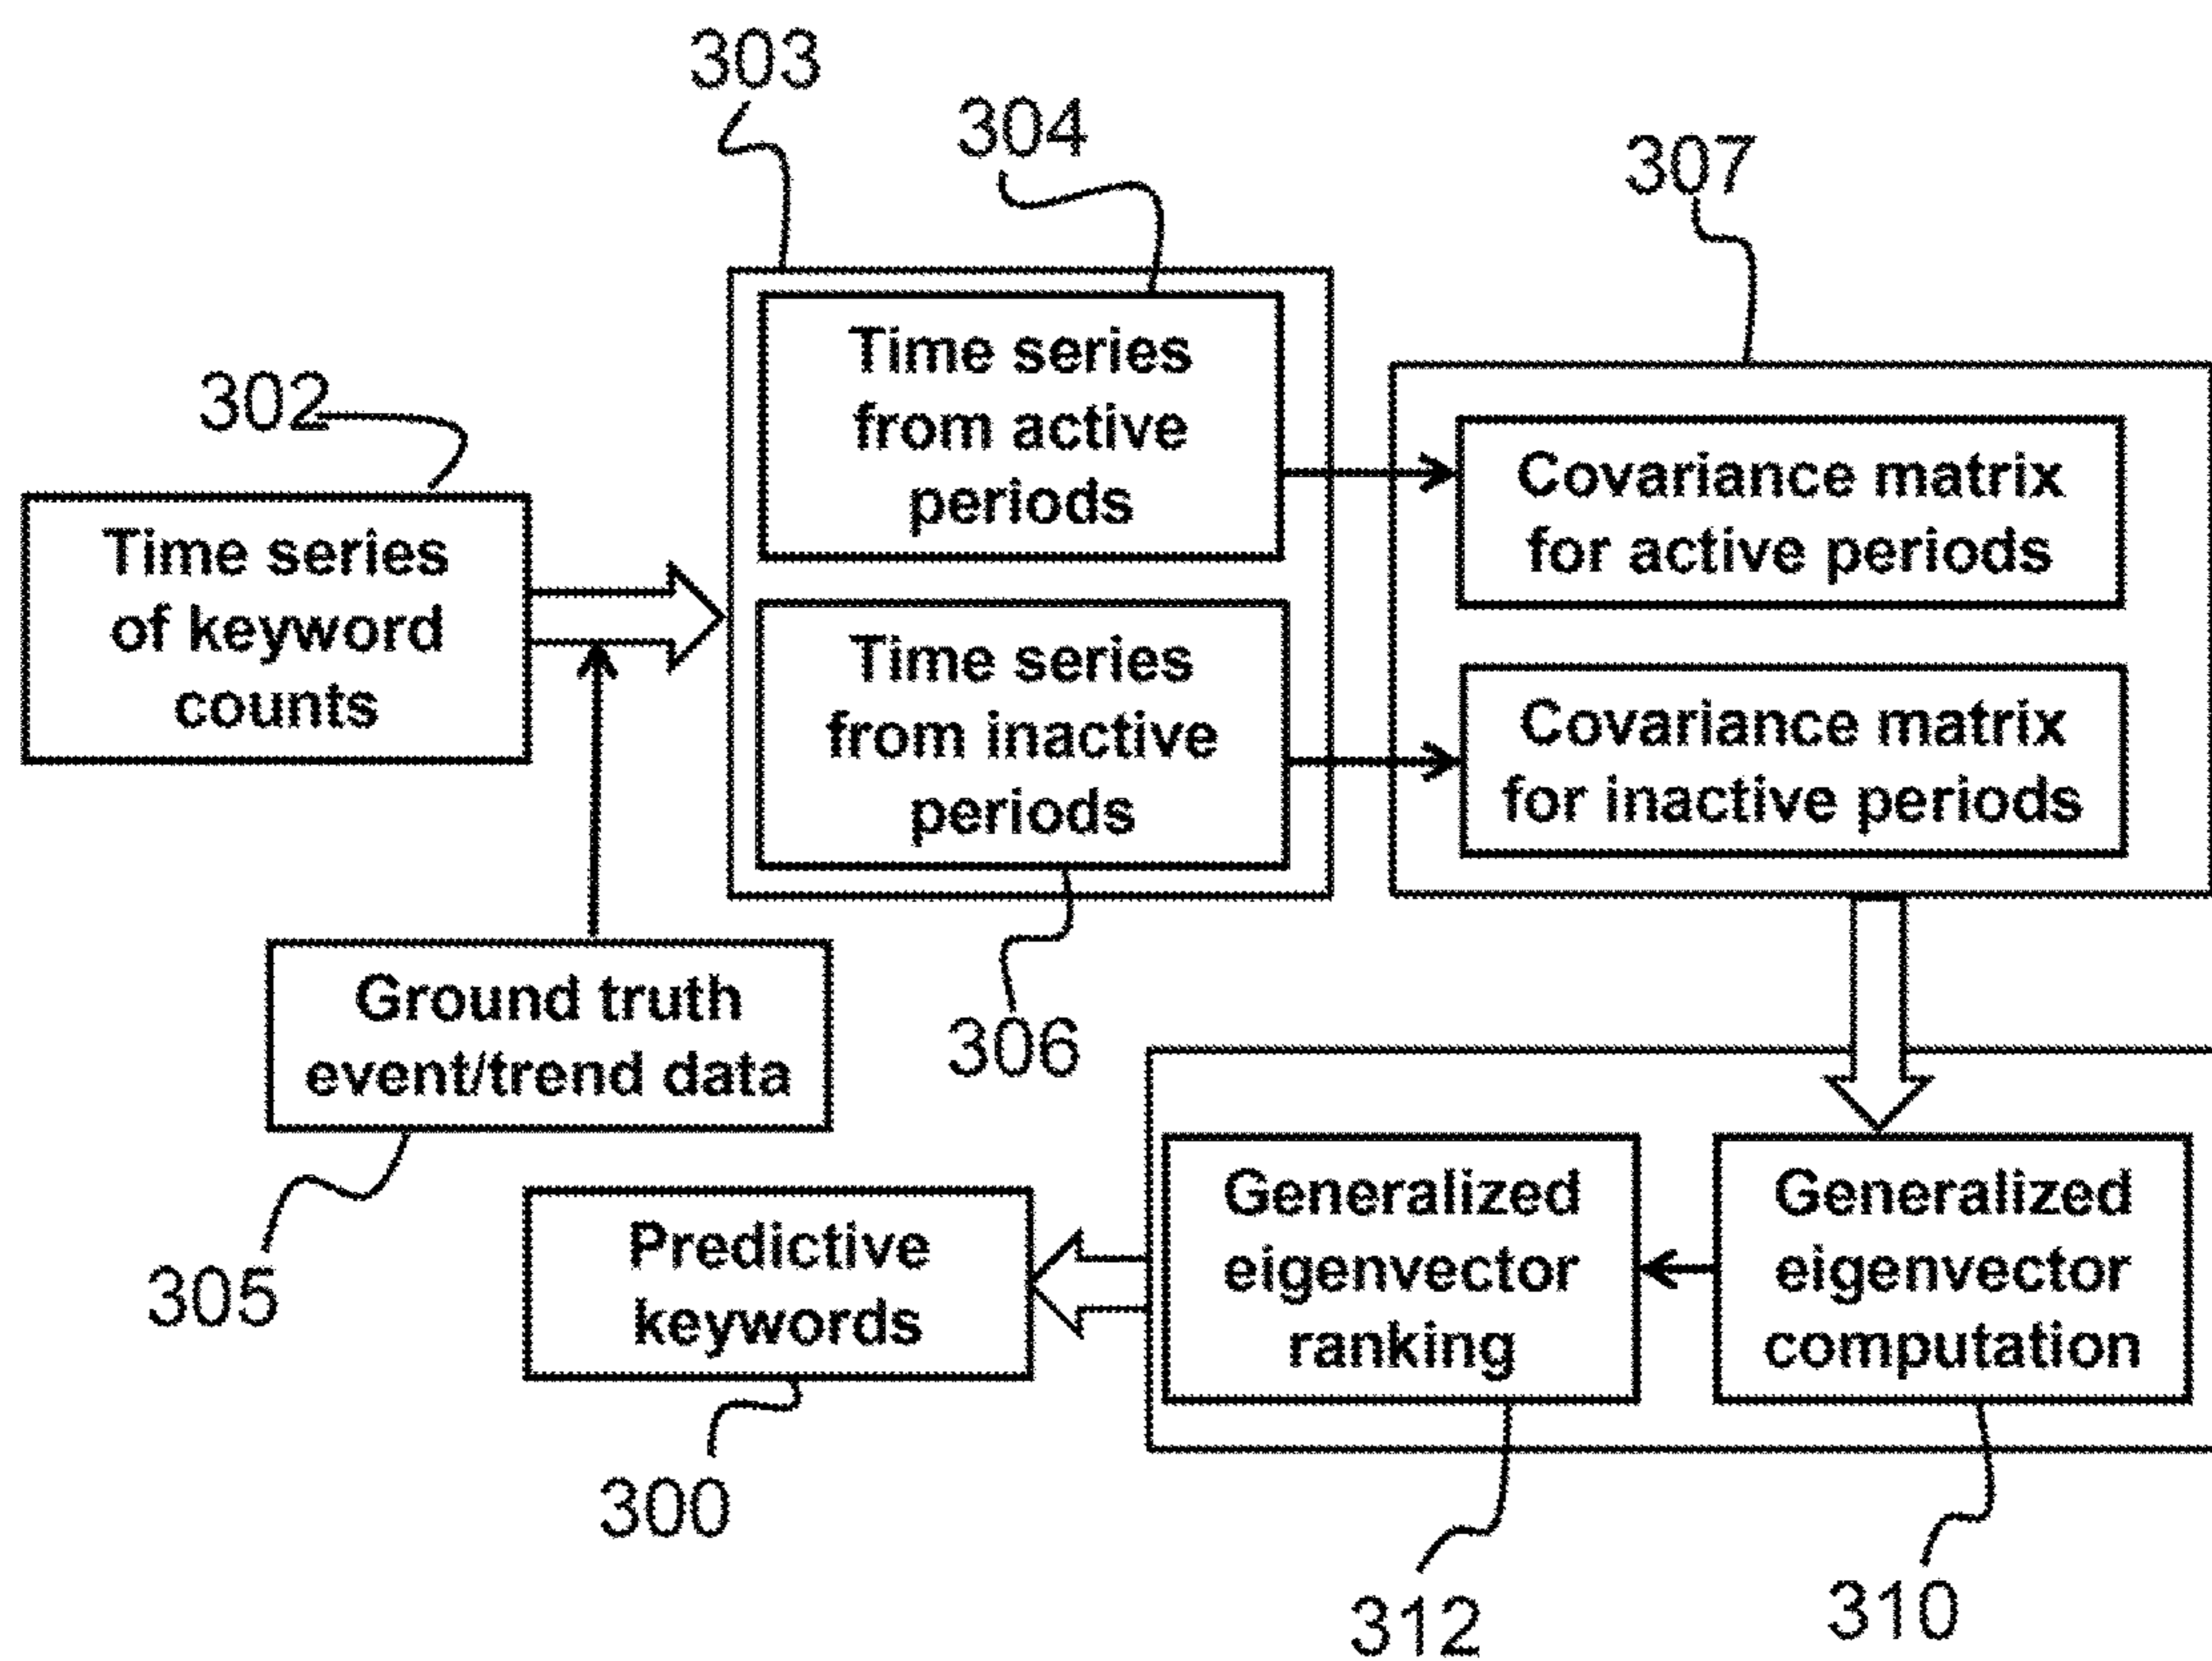 303
304
307
302
Time series
from active
periods
Covariance matrix
for active periods
Time series
of keyword
counts
Time series
from inactive
periods
Covariance matrix
for inactive periods
Ground truth
event/trend data
306
305
Predictive
keywords
Generalized
eigenvector
ranking
Generalized
eigenvector
computation
300
312
310